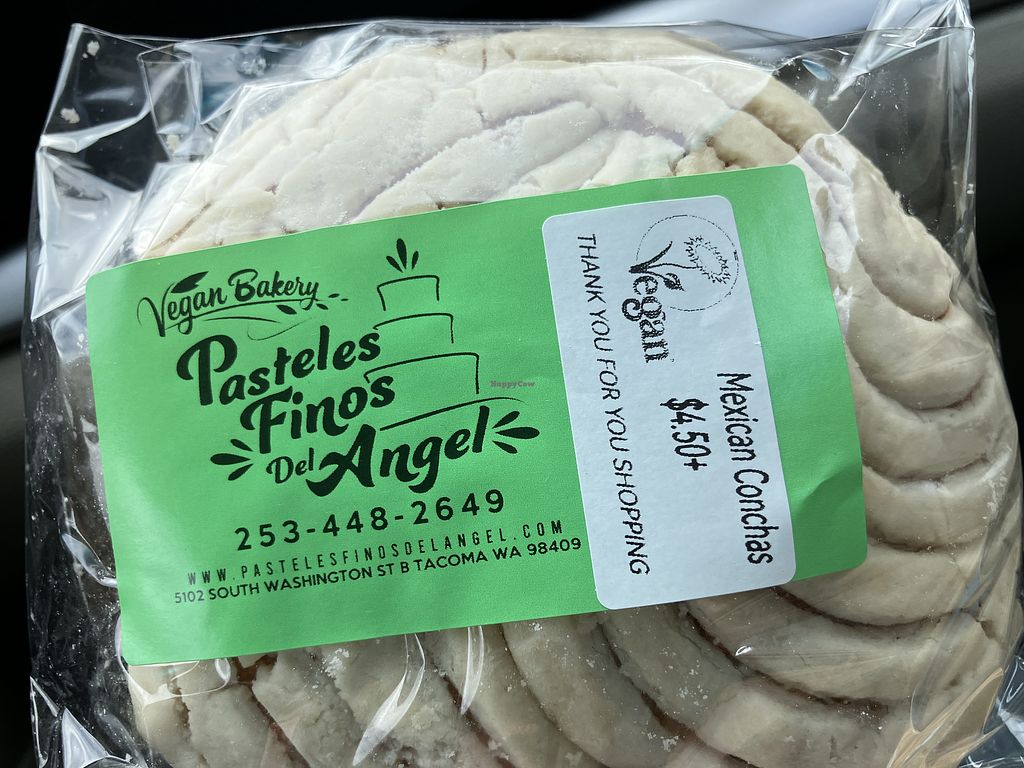 Vegan Bakery
Pasteles
Finos
Del Angel
253-448-2649
WWW.PASTELESFINOSDELANGEL.COM
5102 SOUTH WASHINGTON ST B TACOMA WA 98409
Vegan
Mexican Conchas
$4.50+
THANK YOU FOR YOU SHOPPING
HappyCow